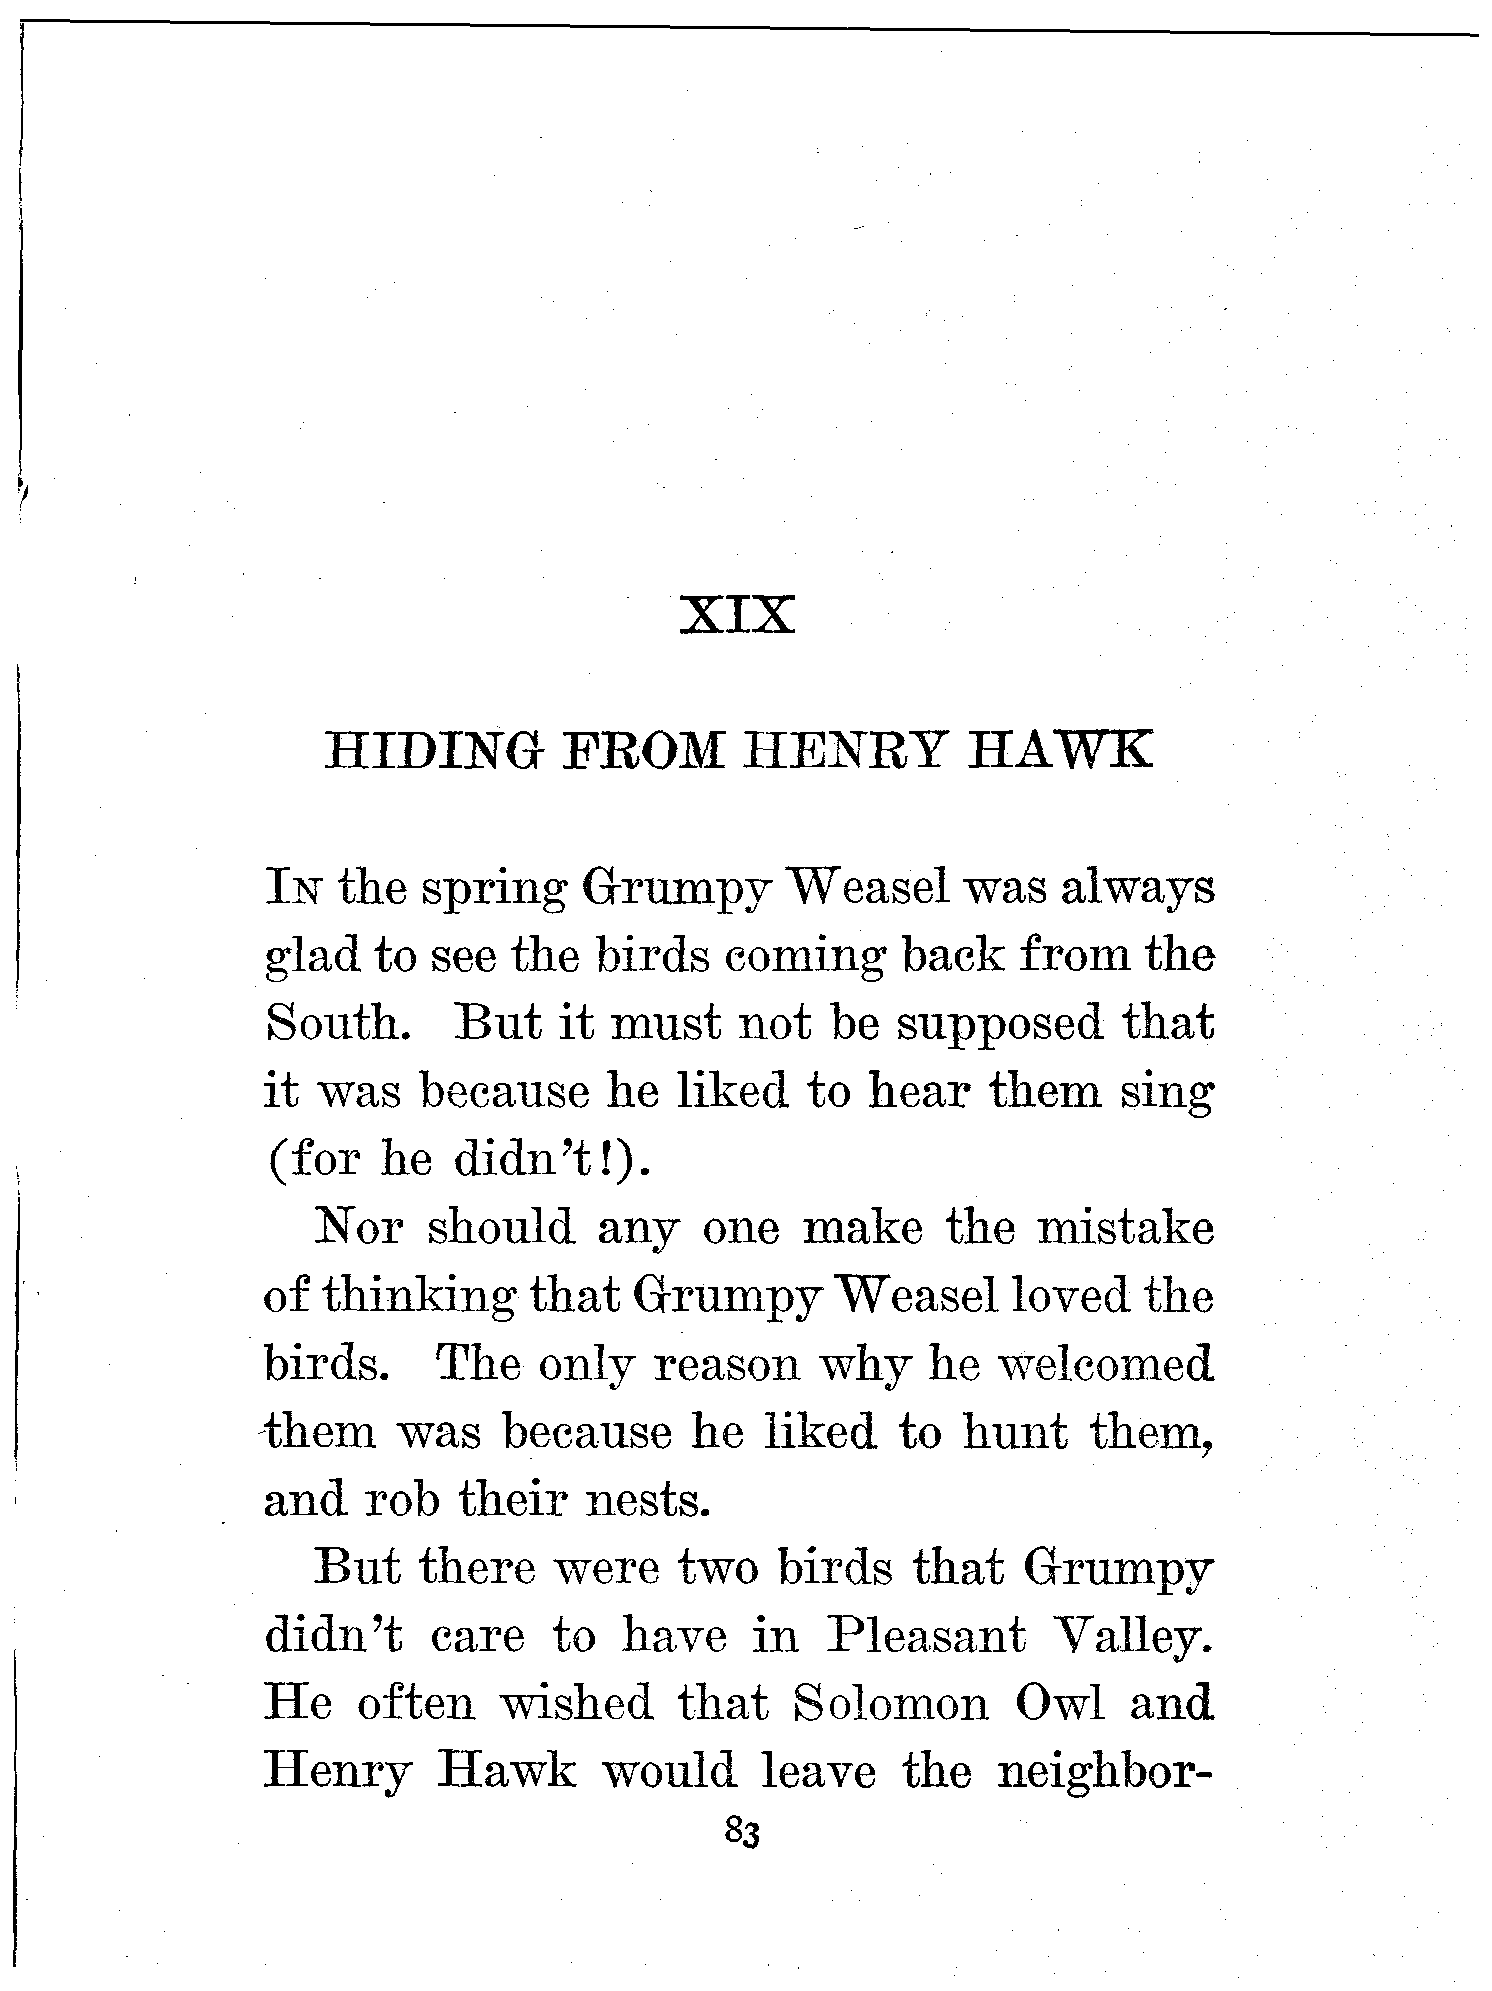 XIX
HIDING FROM HENRY HAWK
IN the spring Grumpy Weasel was always
glad to see the birds coming back from the
South. But it must not be supposed that
it was because he liked to hear them sing
(for he didn't!).
Nor should any one make the mistake
of thinking that Grumpy Weasel loved the
birds. The only reason why he welcomed
them was because he liked to hunt them,
and rob their nests.
But there were two birds that Grumpy
didn't care to have in Pleasant Valley.
He often wished that Solomon Owl and
Henry Hawk would leave the neighbor-
83